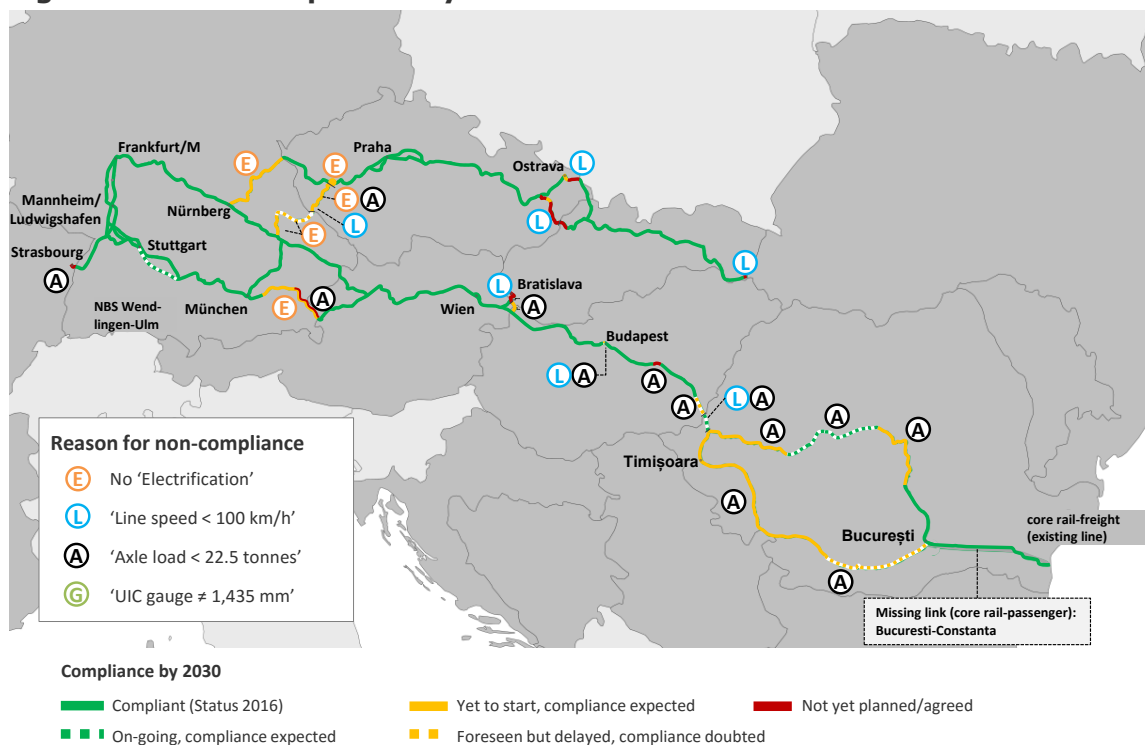 Frankfurt/M
Praha
Ostrava
L
E
E
E
A
Mannheim/
Ludwigshafen
Nürnberg
L
L
E
Stuttgart
Strasbourg
A
L
L
Bratislava
NBS Wend-
lingen-Ulm
München
E
A
Wien
A
Budapest
L
A
A
A
L
A
A
A
A
Timișoara
A
București
A
core rail-freight
(existing line)
Missing link (core rail-passenger):
Bucuresti-Constanta
Reason for non-compliance
E No 'Electrification'
L 'Line speed < 100 km/h'
A 'Axle load < 22.5 tonnes'
G 'UIC gauge ≠ 1,435 mm'
Compliance by 2030
Compliant (Status 2016)
Yet to start, compliance expected
Not yet planned/agreed
On-going, compliance expected
Foreseen but delayed, compliance doubted